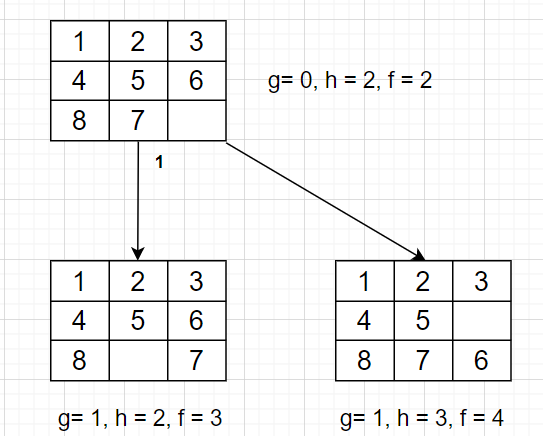 1 2 3
4 5 6
8 7
g= 0, h = 2, f = 2
1
1 2 3
4 5 6
8 7
g= 1, h = 2, f = 3
1 2 3
4 5
8 7 6
g= 1, h = 3, f = 4